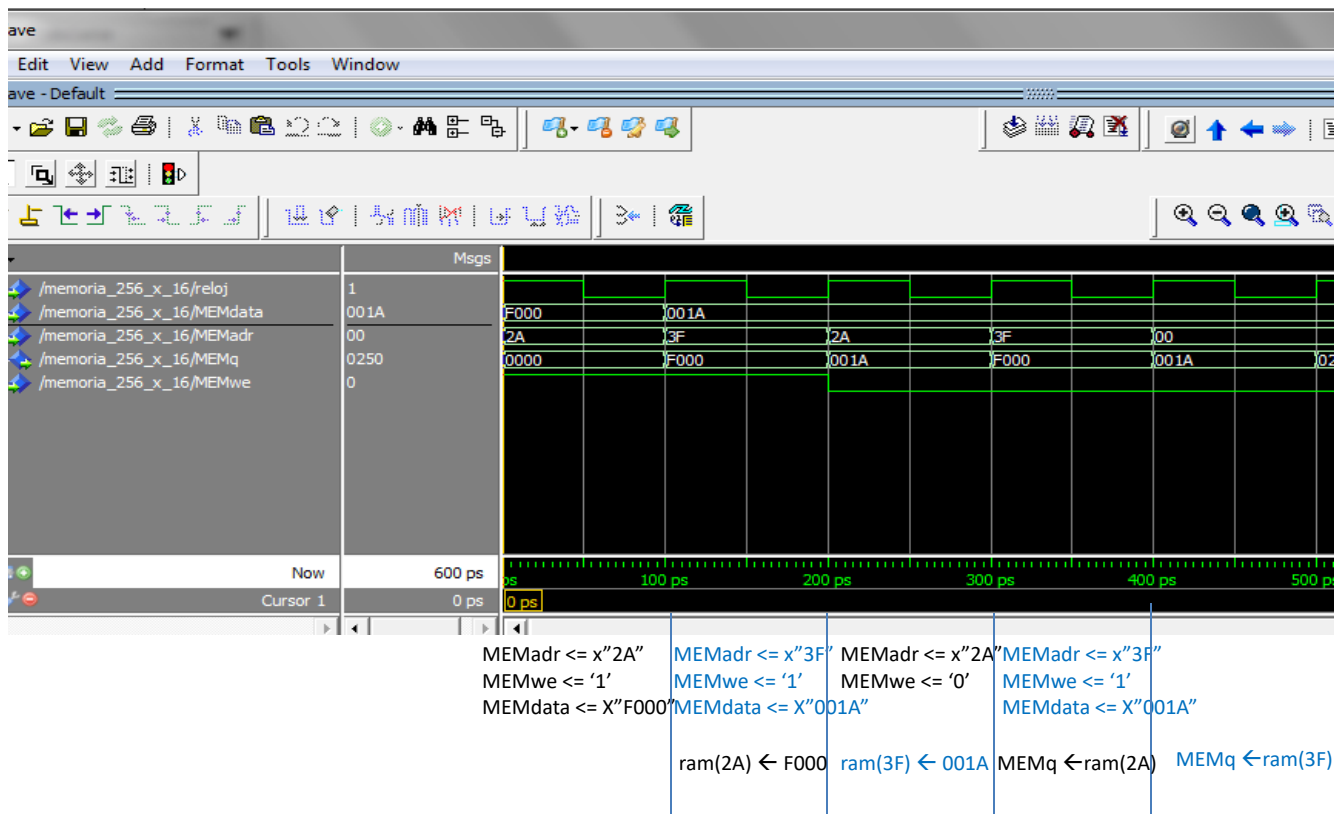 ave
Edit View Add Format Tools Window
ave - Default
Msgs
/memoria_256_x_16/reloj 1
/memoria_256_x_16/MEMdata 001A F000 001A
/memoria_256_x_16/MEMadr 00 2A 3F 2A 3F 00
/memoria_256_x_16/MEMq 0250 0000 F000 001A F000 001A 02
/memoria_256_x_16/MEMwe 0
Now 600 ps ps 100 ps 200 ps 300 ps 400 ps 500 ps
Cursor 1 0 ps 0 ps
MEMadr <= x”2A” MEMadr <= x”3F” MEMadr <= x”2A” MEMadr <= x”3F”
MEMwe <= ‘1’ MEMwe <= ‘1’ MEMwe <= ‘0’ MEMwe <= ‘1’
MEMdata <= X”F000” MEMdata <= X”001A” MEMdata <= X”001A”
ram(2A) ← F000 ram(3F) ← 001A MEMq ←ram(2A) MEMq ←ram(3F)